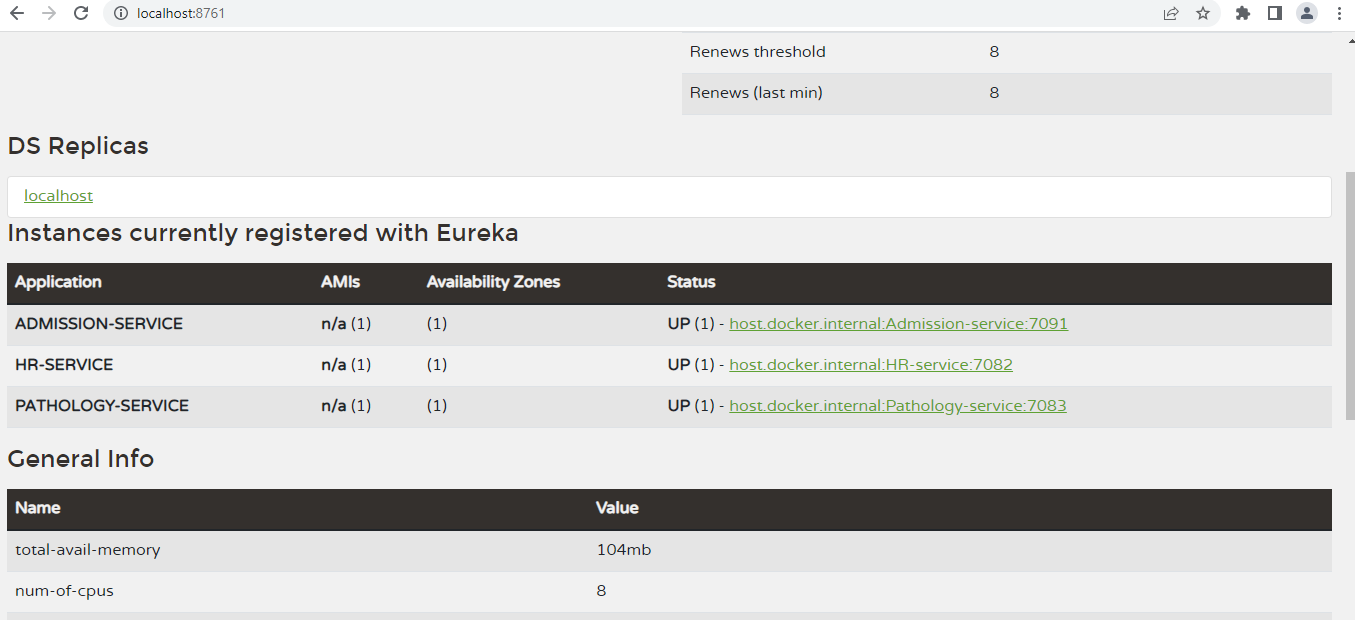 localhost:8761
Renews threshold 8
Renews (last min) 8
DS Replicas
localhost
Instances currently registered with Eureka
Application AMIs Availability Zones Status
ADMISSION-SERVICE n/a (1) (1) UP (1) - host.docker.internal:Admission-service:7091
HR-SERVICE n/a (1) (1) UP (1) - host.docker.internal:HR-service:7082
PATHOLOGY-SERVICE n/a (1) (1) UP (1) - host.docker.internal:Pathology-service:7083
General Info
Name Value
total-avail-memory 104mb
num-of-cpus 8